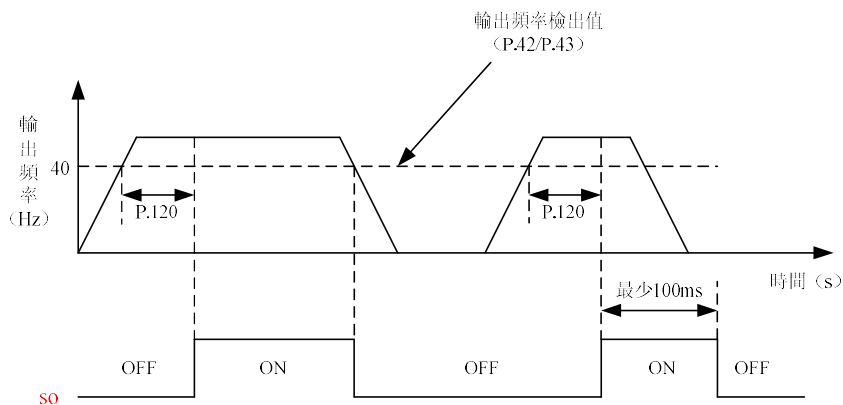 輸出頻率檢出值
（P.42/P.43）
輸出頻率
（Hz）
40
P.120
P.120
時間（s）
最少100ms
OFF
ON
OFF
ON
OFF
so